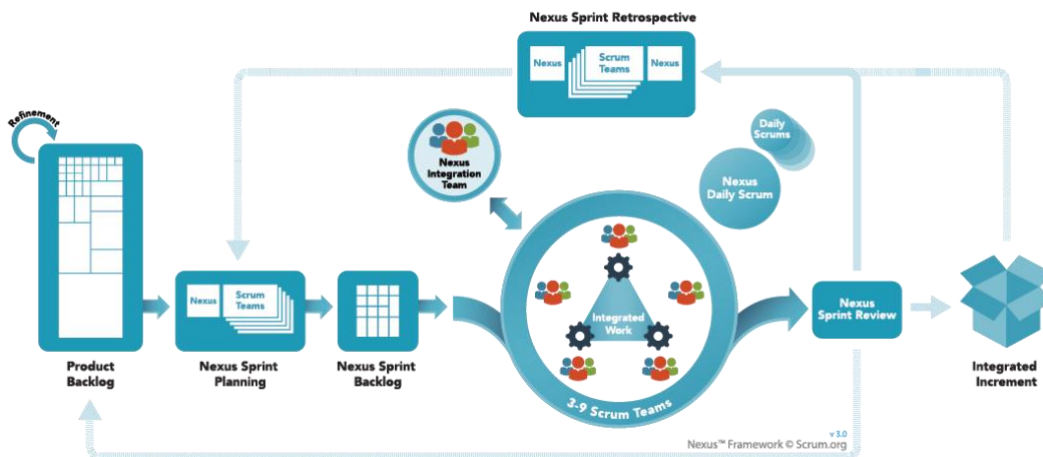 Nexus Sprint Retrospective
Nexus
Scrum
Teams
Nexus
Refinement
Daily
Scrums
Nexus
Integration
Team
Nexus
Daily Scrum
Nexus
Scrum
Teams
Integrated
Work
Nexus
Sprint Review
Product
Backlog
Nexus Sprint
Planning
Nexus Sprint
Backlog
3-9 Scrum Teams
Integrated
Increment
v 3.0
Nexus™ Framework © Scrum.org